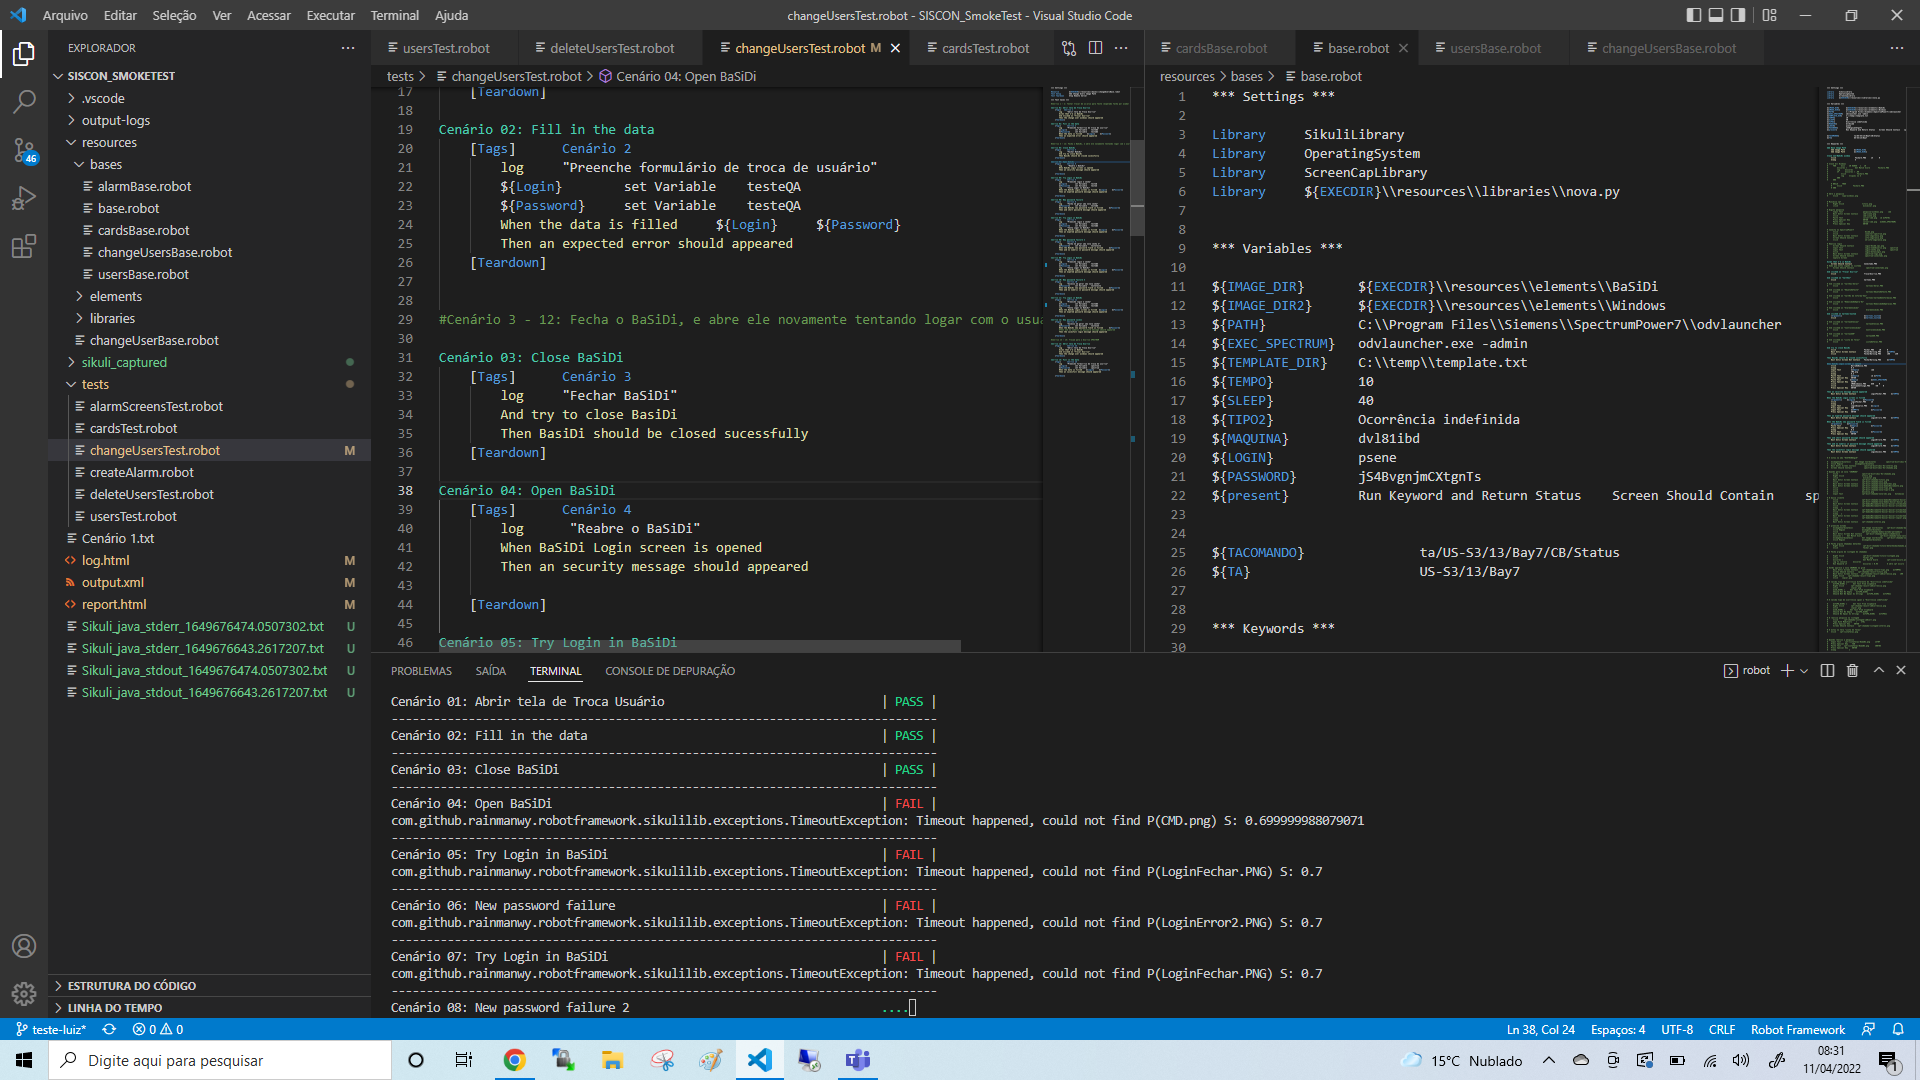 Arquivo Editar Seleção Ver Acessar Executar Terminal Ajuda
changeUsersTest.robot - SISCON_SmokeTest - Visual Studio Code
EXPLORADOR
SISCON_SMOKETEST
.vscode
output-logs
resources
bases
alarmBase.robot
base.robot
cardsBase.robot
changeUsersBase.robot
usersBase.robot
elements
libraries
changeUserBase.robot
sikuli_captured
tests
alarmScreensTest.robot
cardsTest.robot
changeUsersTest.robot M
createAlarm.robot
deleteUsersTest.robot
usersTest.robot
Cenário 1.txt
log.html M
output.xml M
report.html M
Sikuli_java_stderr_1649676474.0507302.txt U
Sikuli_java_stderr_1649676643.2617207.txt U
Sikuli_java_stdout_1649676474.0507302.txt U
Sikuli_java_stdout_1649676643.2617207.txt U
ESTRUTURA DO CÓDIGO
LINHA DO TEMPO
46
usersTest.robot deleteUsersTest.robot changeUsersTest.robot M cardsTest.robot
tests > changeUsersTest.robot > Cenário 04: Open BaSiDi
17 [Teardown]
18
19 Cenário 02: Fill in the data
20 [Tags] Cenário 2
21 log "Preenche formulário de troca de usuário"
22 ${Login} set Variable testeQA
23 ${Password} set Variable testeQA
24 When the data is filled ${Login} ${Password}
25 Then an expected error should appeared
26 [Teardown]
27
28
29 #Cenário 3 - 12: Fecha o BaSiDi, e abre ele novamente tentando logar com o usuá
30
31 Cenário 03: Close BaSiDi
32 [Tags] Cenário 3
33 log "Fechar BaSiDi"
34 And try to close BasiDi
35 Then BasiDi should be closed sucessfully
36 [Teardown]
37
38 Cenário 04: Open BaSiDi
39 [Tags] Cenário 4
40 log "Reabre o BaSiDi"
41 When BaSiDi Login screen is opened
42 Then an security message should appeared
43
44 [Teardown]
45
46 Cenário 05: Try Login in BaSiDi
cardsBase.robot base.robot usersBase.robot changeUsersBase.robot
resources > bases > base.robot
1 *** Settings ***
2
3 Library SikuliLibrary
4 Library OperatingSystem
5 Library ScreenCapLibrary
6 Library ${EXECDIR}\\resources\\libraries\\nova.py
7
8
9 *** Variables ***
10
11 ${IMAGE_DIR} ${EXECDIR}\\resources\\elements\\BaSiDi
12 ${IMAGE_DIR2} ${EXECDIR}\\resources\\elements\\Windows
13 ${PATH} C:\\Program Files\\Siemens\\SpectrumPower7\\odvlauncher
14 ${EXEC_SPECTRUM} odvlauncher.exe -admin
15 ${TEMPLATE_DIR} C:\\temp\\template.txt
16 ${TEMPO} 10
17 ${SLEEP} 40
18 ${TIPO2} Ocorrência indefinida
19 ${MAQUINA} dvl81ibd
20 ${LOGIN} psene
21 ${PASSWORD} jS4BvgnjmCXtgnTs
22 ${present} Run Keyword and Return Status Screen Should Contain sp
23
24
25 ${TACOMANDO} ta/US-S3/13/Bay7/CB/Status
26 ${TA} US-S3/13/Bay7
27
28
29 *** Keywords ***
30
PROBLEMAS SAÍDA TERMINAL CONSOLE DE DEPURAÇÃO
robot
Cenário 01: Abrir tela de Troca Usuário | PASS |
------------------------------------------------------------------------------
Cenário 02: Fill in the data | PASS |
------------------------------------------------------------------------------
Cenário 03: Close BaSiDi | PASS |
------------------------------------------------------------------------------
Cenário 04: Open BaSiDi | FAIL |
com.github.rainmanwy.robotframework.sikulilib.exceptions.TimeoutException: Timeout happened, could not find P(CMD.png) S: 0.699999988079071
------------------------------------------------------------------------------
Cenário 05: Try Login in BaSiDi | FAIL |
com.github.rainmanwy.robotframework.sikulilib.exceptions.TimeoutException: Timeout happened, could not find P(LoginFechar.PNG) S: 0.7
------------------------------------------------------------------------------
Cenário 06: New password failure | FAIL |
com.github.rainmanwy.robotframework.sikulilib.exceptions.TimeoutException: Timeout happened, could not find P(LoginError2.PNG) S: 0.7
------------------------------------------------------------------------------
Cenário 07: Try Login in BaSiDi | FAIL |
com.github.rainmanwy.robotframework.sikulilib.exceptions.TimeoutException: Timeout happened, could not find P(LoginFechar.PNG) S: 0.7
------------------------------------------------------------------------------
Cenário 08: New password failure 2 ....
teste-luiz* 0 0 Ln 38, Col 24 Espaços: 4 UTF-8 CRLF Robot Framework
Digite aqui para pesquisar
15°C Nublado
08:31
11/04/2022
1